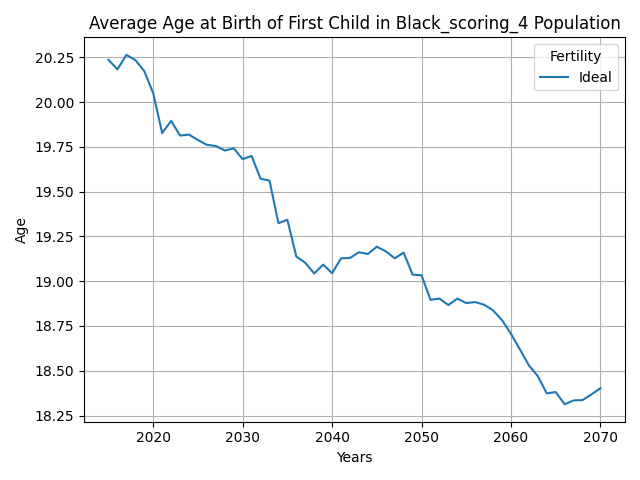 Average Age at Birth of First Child in Black_scoring_4 Population
Fertility
Ideal
20.25
20.00
19.75
19.50
19.25
19.00
18.75
18.50
18.25
Age
2020 2030 2040 2050 2060 2070
Years